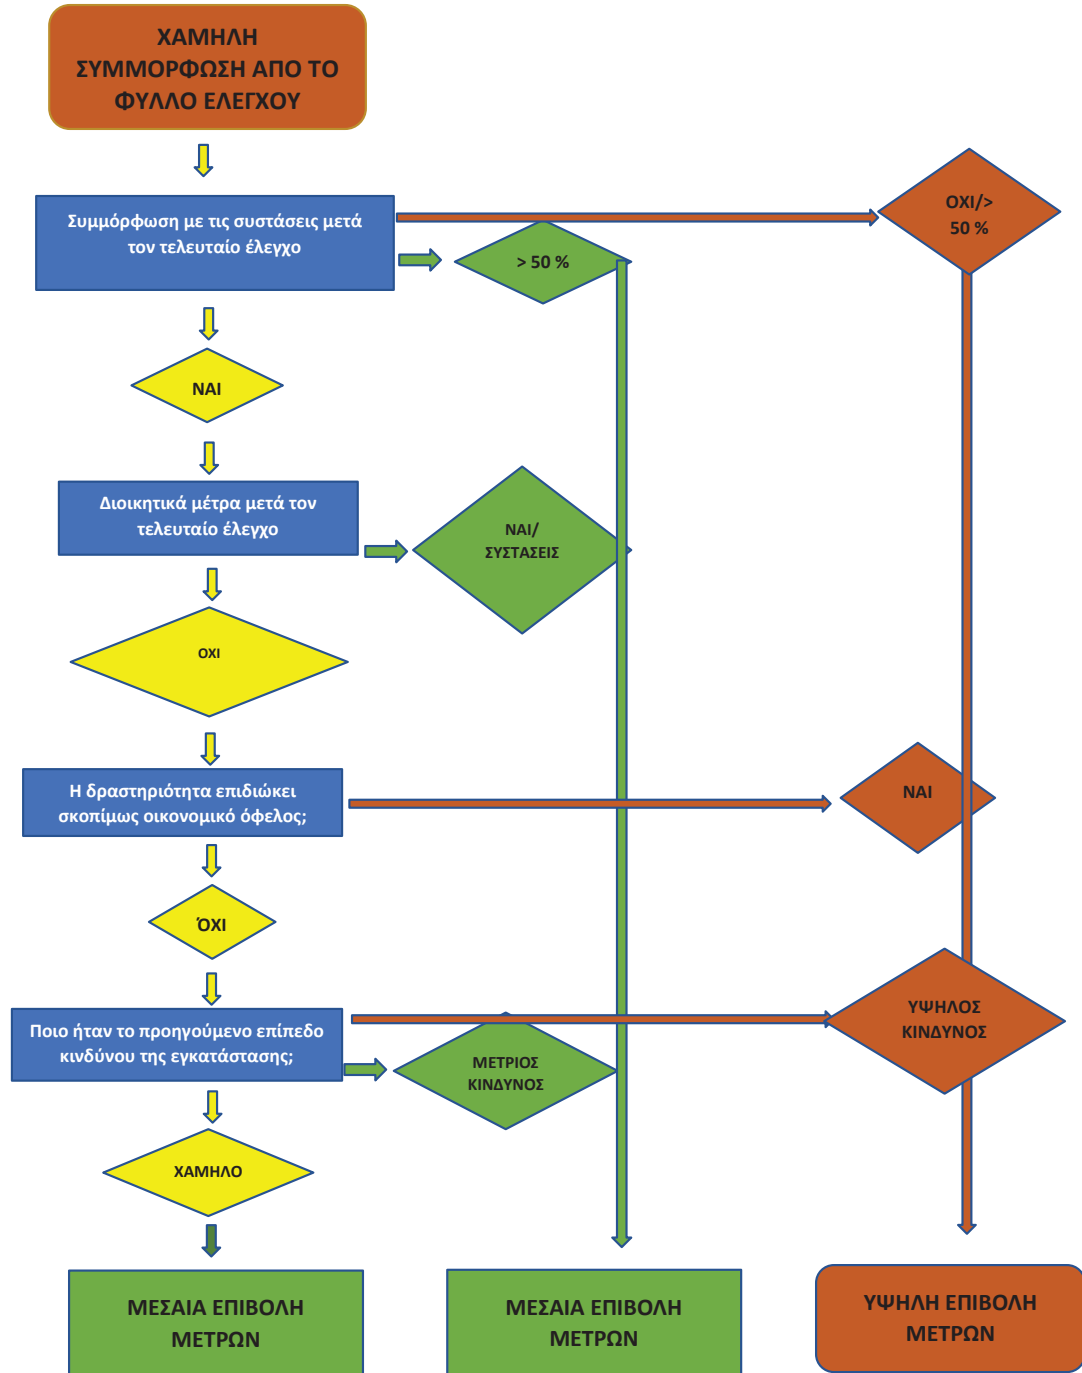 ΧΑΜΗΛΗ
ΣΥΜΜΟΡΦΩΣΗ ΑΠΟ ΤΟ
ΦΥΛΛΟ ΕΛΕΓΧΟΥ
Συμμόρφωση με τις συστάσεις μετά
τον τελευταίο έλεγχο
> 50 %
ΟΧΙ/>
50 %
ΝΑΙ
Διοικητικά μέτρα μετά τον
τελευταίο έλεγχο
ΝΑΙ/
ΣΥΣΤΑΣΕΙΣ
ΟΧΙ
Η δραστηριότητα επιδιώκει
σκοπίμως οικονομικό όφελος;
ΝΑΙ
ΌΧΙ
Ποιο ήταν το προηγούμενο επίπεδο
κινδύνου της εγκατάστασης;
ΜΕΤΡΙΟΣ
ΚΙΝΔΥΝΟΣ
ΥΨΗΛΟΣ
ΚΙΝΔΥΝΟΣ
ΧΑΜΗΛΟ
ΜΕΣΑΙΑ ΕΠΙΒΟΛΗ
ΜΕΤΡΩΝ
ΜΕΣΑΙΑ ΕΠΙΒΟΛΗ
ΜΕΤΡΩΝ
ΥΨΗΛΗ ΕΠΙΒΟΛΗ
ΜΕΤΡΩΝ